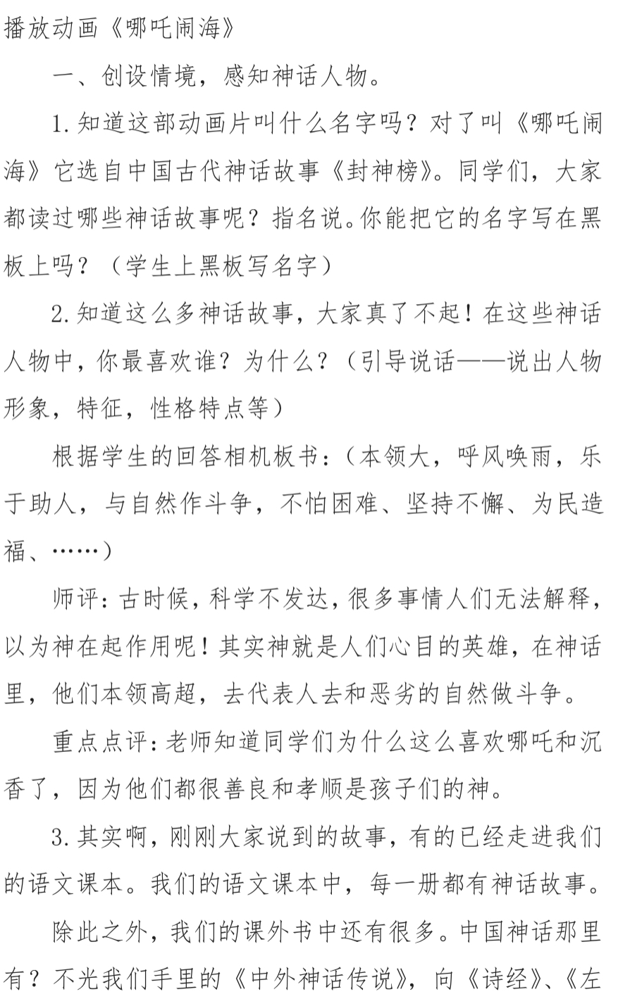 播放动画《哪吒闹海》
一、创设情境，感知神话人物。
1.知道这部动画片叫什么名字吗？对了叫《哪吒闹
海》它选自中国古代神话故事《封神榜》。同学们，大家
都读过哪些神话故事呢？指名说。你能把它的名字写在黑
板上吗？（学生上黑板写名字）
2.知道这么多神话故事，大家真了不起！在这些神话
人物中，你最喜欢谁？为什么？（引导说话——说出人物
形象，特征，性格特点等）
根据学生的回答相机板书：（本领大，呼风唤雨，乐
于助人，与自然作斗争，不怕困难、坚持不懈、为民造
福、……）
师评：古时候，科学不发达，很多事情人们无法解释，
以为神在起作用呢！其实神就是人们心目的英雄，在神话
里，他们本领高超，去代表人去和恶劣的自然做斗争。
重点点评：老师知道同学们为什么这么喜欢哪吒和沉
香了，因为他们都很善良和孝顺是孩子们的神。
3.其实啊，刚刚大家说到的故事，有的已经走进我们
的语文课本。我们的语文课本中，每一册都有神话故事。
除此之外，我们的课外书中还有很多。中国神话那里
有？不光我们手里的《中外神话传说》，向《诗经》、《左